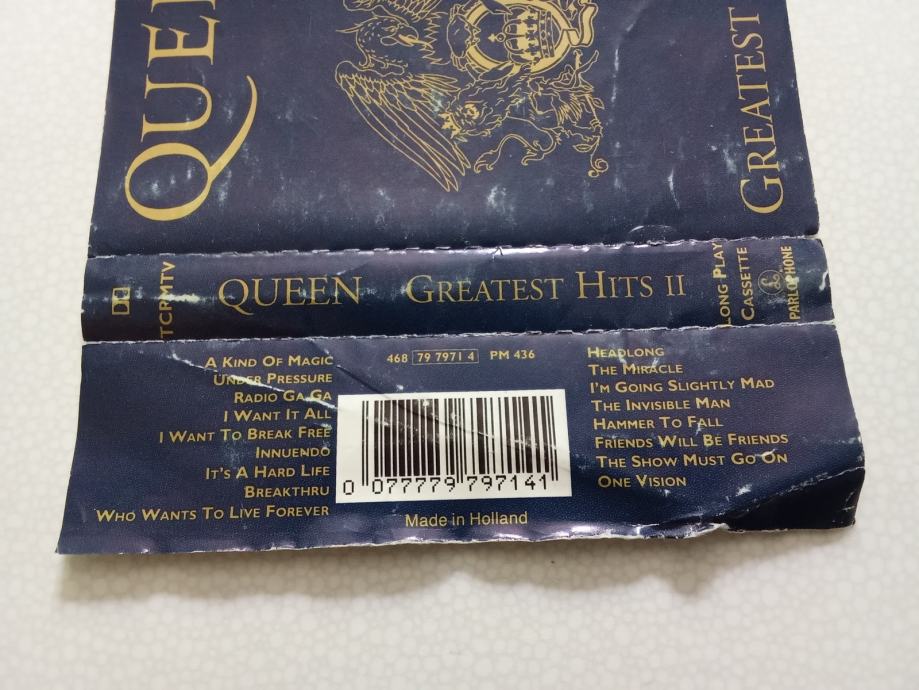 QUEE
GREATEST
TCRMTV
QUEEN GREATEST HITS II
LONG PLAY
CASSETTE
PARLOPHONE
A KIND OF MAGIC
UNDER PRESSURE
RADIO GA GA
I WANT IT ALL
I WANT TO BREAK FREE
INNUENDO
IT'S A HARD LIFE
BREAKTHRU
WHO WANTS TO LIVE FOREVER
468 79 7971 4 PM 436
0 077779 797141
Made in Holland
HEADLONG
THE MIRACLE
I'M GOING SLIGHTLY MAD
THE INVISIBLE MAN
HAMMER TO FALL
FRIENDS WILL BE FRIENDS
THE SHOW MUST GO ON
ONE VISION